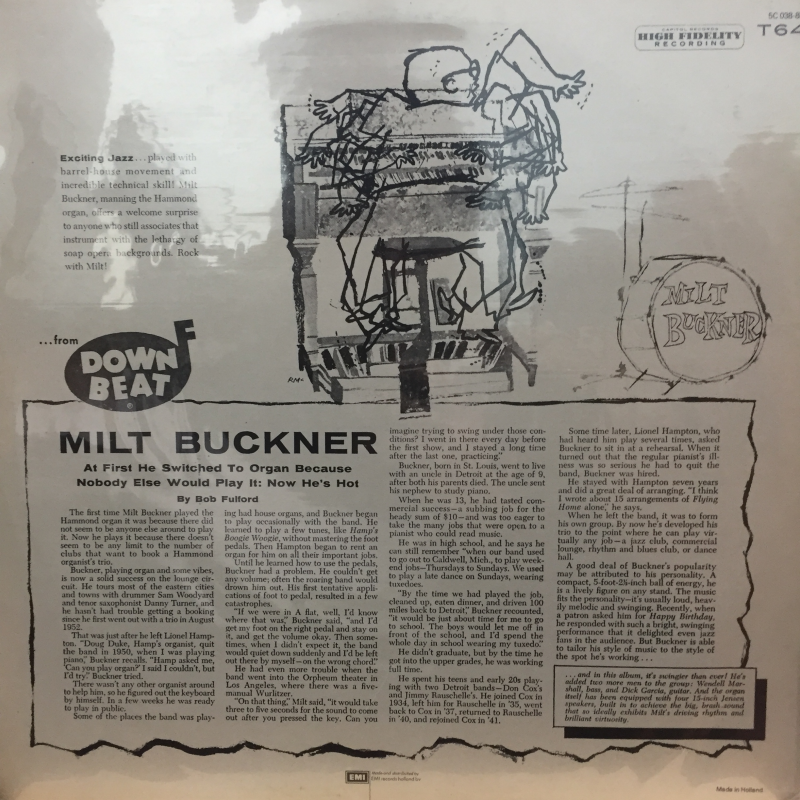 CAPITOL RECORDS
HIGH FIDELITY
RECORDING
5C 038-8
T64
Exciting Jazz...played with
barrel-house movement and
incredible technical skill! Milt
Buckner, manning the Hammond
organ, offers a welcome surprise
to anyone who still associates that
instrument with the lethargy of
soap opera backgrounds. Rock
with Milt!
MILT
BUCKNER
...from
DOWN
BEAT
RM-
MILT BUCKNER
At First He Switched To Organ Because
Nobody Else Would Play It: Now He's Hot
By Bob Fulford
The first time Milt Buckner played the
Hammond organ it was because there did
not seem to be anyone else around to play
it. Now he plays it because there doesn't
seem to be any limit to the number of
clubs that want to book a Hammond
organist's trio.
Buckner, playing organ and some vibes,
is now a solid success on the lounge cir-
cuit. He tours most of the eastern cities
and towns with drummer Sam Woodyard
and tenor saxophonist Danny Turner, and
he hasn't had trouble getting a booking
since he first went out with a trio in August
1952.
That was just after he left Lionel Hamp-
ton. "Doug Duke, Hamp's organist, quit
the band in 1950, when I was playing
piano," Buckner recalls. "Hamp asked me,
'Can you play organ?' I said I couldn't, but
I'd try." Buckner tried.
There wasn't any other organist around
to help him, so he figured out the keyboard
by himself. In a few weeks he was ready
to play in public.
Some of the places the band was play-
ing had house organs, and Buckner began
to play occasionally with the band. He
learned to play a few tunes, like Hamp's
Boogie Woogie, without mastering the foot
pedals. Then Hampton began to rent an
organ for him on all their important jobs.
Until he learned how to use the pedals,
Buckner had a problem. He couldn't get
any volume; often the roaring band would
drown him out. His first tentative appli-
cations of foot to pedal, resulted in a few
catastrophes.
"If we were in A flat, well, I'd know
where that was," Buckner said, "and I'd
get my foot on the right pedal and stay on
it, and get the volume okay. Then some-
times, when I didn't expect it, the band
would quiet down suddenly and I'd be left
out there by myself—on the wrong chord."
He had even more trouble when the
band went into the Orpheum theater in
Los Angeles, where there was a five-
manual Wurlitzer.
"On that thing," Milt said, "it would take
three to five seconds for the sound to come
out after you pressed the key. Can you
imagine trying to swing under those con-
ditions? I went in there every day before
the first show, and I stayed a long time
after the last one, practicing."
Buckner, born in St. Louis, went to live
with an uncle in Detroit at the age of 9,
after both his parents died. The uncle sent
his nephew to study piano.
When he was 13, he had tasted com-
mercial success—a subbing job for the
heady sum of $10—and was too eager to
take the many jobs that were open to a
pianist who could read music.
He was in high school, and he says he
can still remember "when our band used
to go out to Caldwell, Mich., to play week-
end jobs—Thursdays to Sundays. We used
to play a late dance on Sundays, wearing
tuxedoes.
"By the time we had played the job,
cleaned up, eaten dinner, and driven 100
miles back to Detroit," Buckner recounted,
"it would be just about time for me to go
to school. The boys would let me off in
front of the school, and I'd spend the
whole day in school wearing my tuxedo."
He didn't graduate, but by the time he
got into the upper grades, he was working
full time.
He spent his teens and early 20s play-
ing with two Detroit bands—Don Cox's
and Jimmy Rauschelle's. He joined Cox in
1934, left him for Rauschelle in '35, went
back to Cox in '37, returned to Rauschelle
in '40, and rejoined Cox in '41.
Some time later, Lionel Hampton, who
had heard him play several times, asked
Buckner to sit in at a rehearsal. When it
turned out that the regular pianist's ill-
ness was so serious he had to quit the
band, Buckner was hired.
He stayed with Hampton seven years
and did a great deal of arranging. "I think
I wrote about 15 arrangements of Flying
Home alone," he says.
When he left the band, it was to form
his own group. By now he's developed his
trio to the point where he can play vir-
tually any job—a jazz club, commercial
lounge, rhythm and blues club, or dance
hall.
A good deal of Buckner's popularity
may be attributed to his personality. A
compact, 5-foot-2½-inch ball of energy, he
is a lively figure on any stand. The music
fits the personality—it's usually loud, heav-
ily melodic and swinging. Recently, when
a patron asked him for Happy Birthday,
he responded with such a bright, swinging
performance that it delighted even jazz
fans in the audience. But Buckner is able
to tailor his style of music to the style of
the spot he's working...
...and in this album, it's swingier than ever! He's
added two more men to the group: Wendell Mar-
shall, bass, and Dick Garcia, guitar. And the organ
itself has been equipped with four 15-inch Jensen
speakers, built in to achieve the big, brash sound
that so ideally exhibits Milt's driving rhythm and
brilliant virtuosity.
EMI
Made in Holland